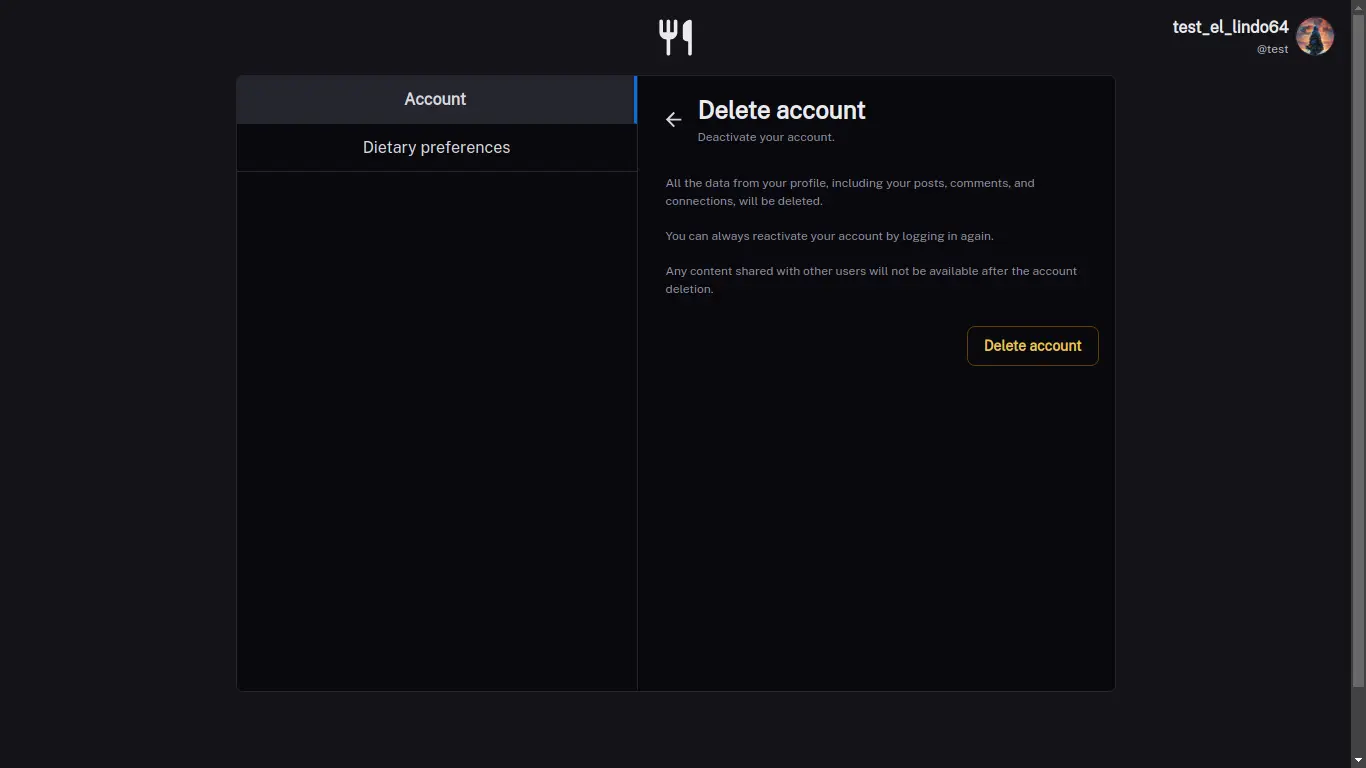 test_el_lindo64
@test
Account
Dietary preferences
Delete account
Deactivate your account.
All the data from your profile, including your posts, comments, and
connections, will be deleted.
You can always reactivate your account by logging in again.
Any content shared with other users will not be available after the account
deletion.
Delete account